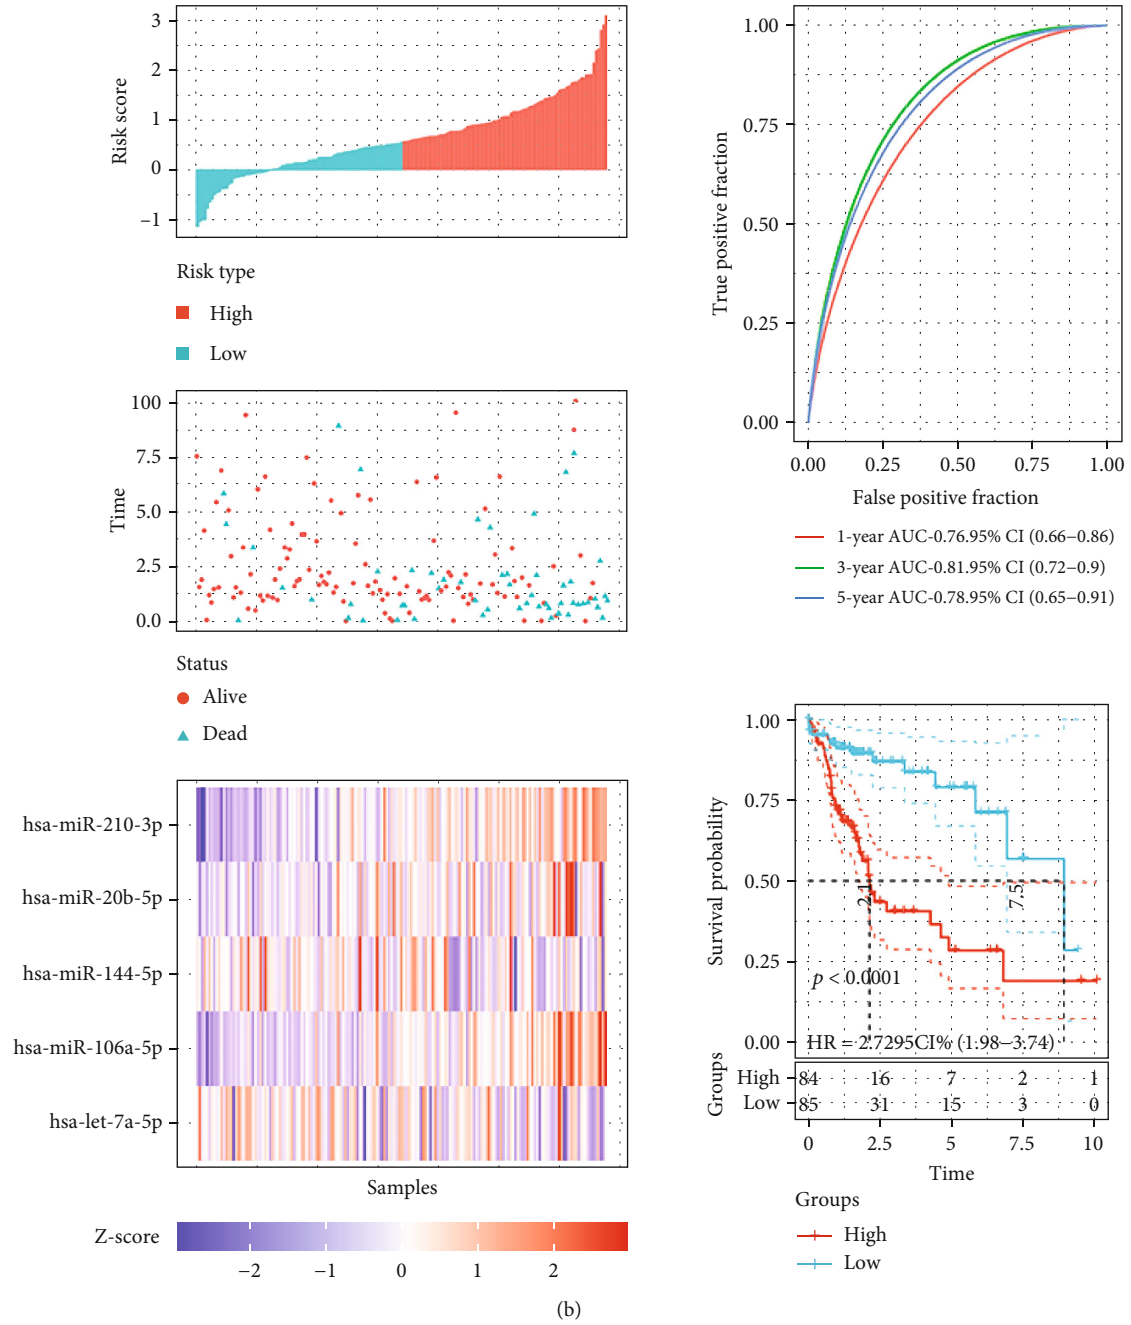 3
2
1
0
−1
Risk score
Risk type
High
Low
100
7.5
5.0
2.5
0.0
Time
Status
Alive
Dead
hsa-miR-210-3p
hsa-miR-20b-5p
hsa-miR-144-5p
hsa-miR-106a-5p
hsa-let-7a-5p
Samples
Z-score
−2 −1 0 1 2
1.00
0.75
0.50
0.25
0.00
True positive fraction
0.00 0.25 0.50 0.75 1.00
False positive fraction
1-year AUC-0.76.95% CI (0.66−0.86)
3-year AUC-0.81.95% CI (0.72−0.9)
5-year AUC-0.78.95% CI (0.65−0.91)
1.00
0.75
0.50
0.25
0.00
Survival probability
2.1
7.5
p < 0.0001
HR = 2.7295CI% (1.98−3.74)
Groups
High 84 16 7 2 1
Low 85 31 15 3 0
0 2.5 5 7.5 10
Time
Groups
High
Low
(b)